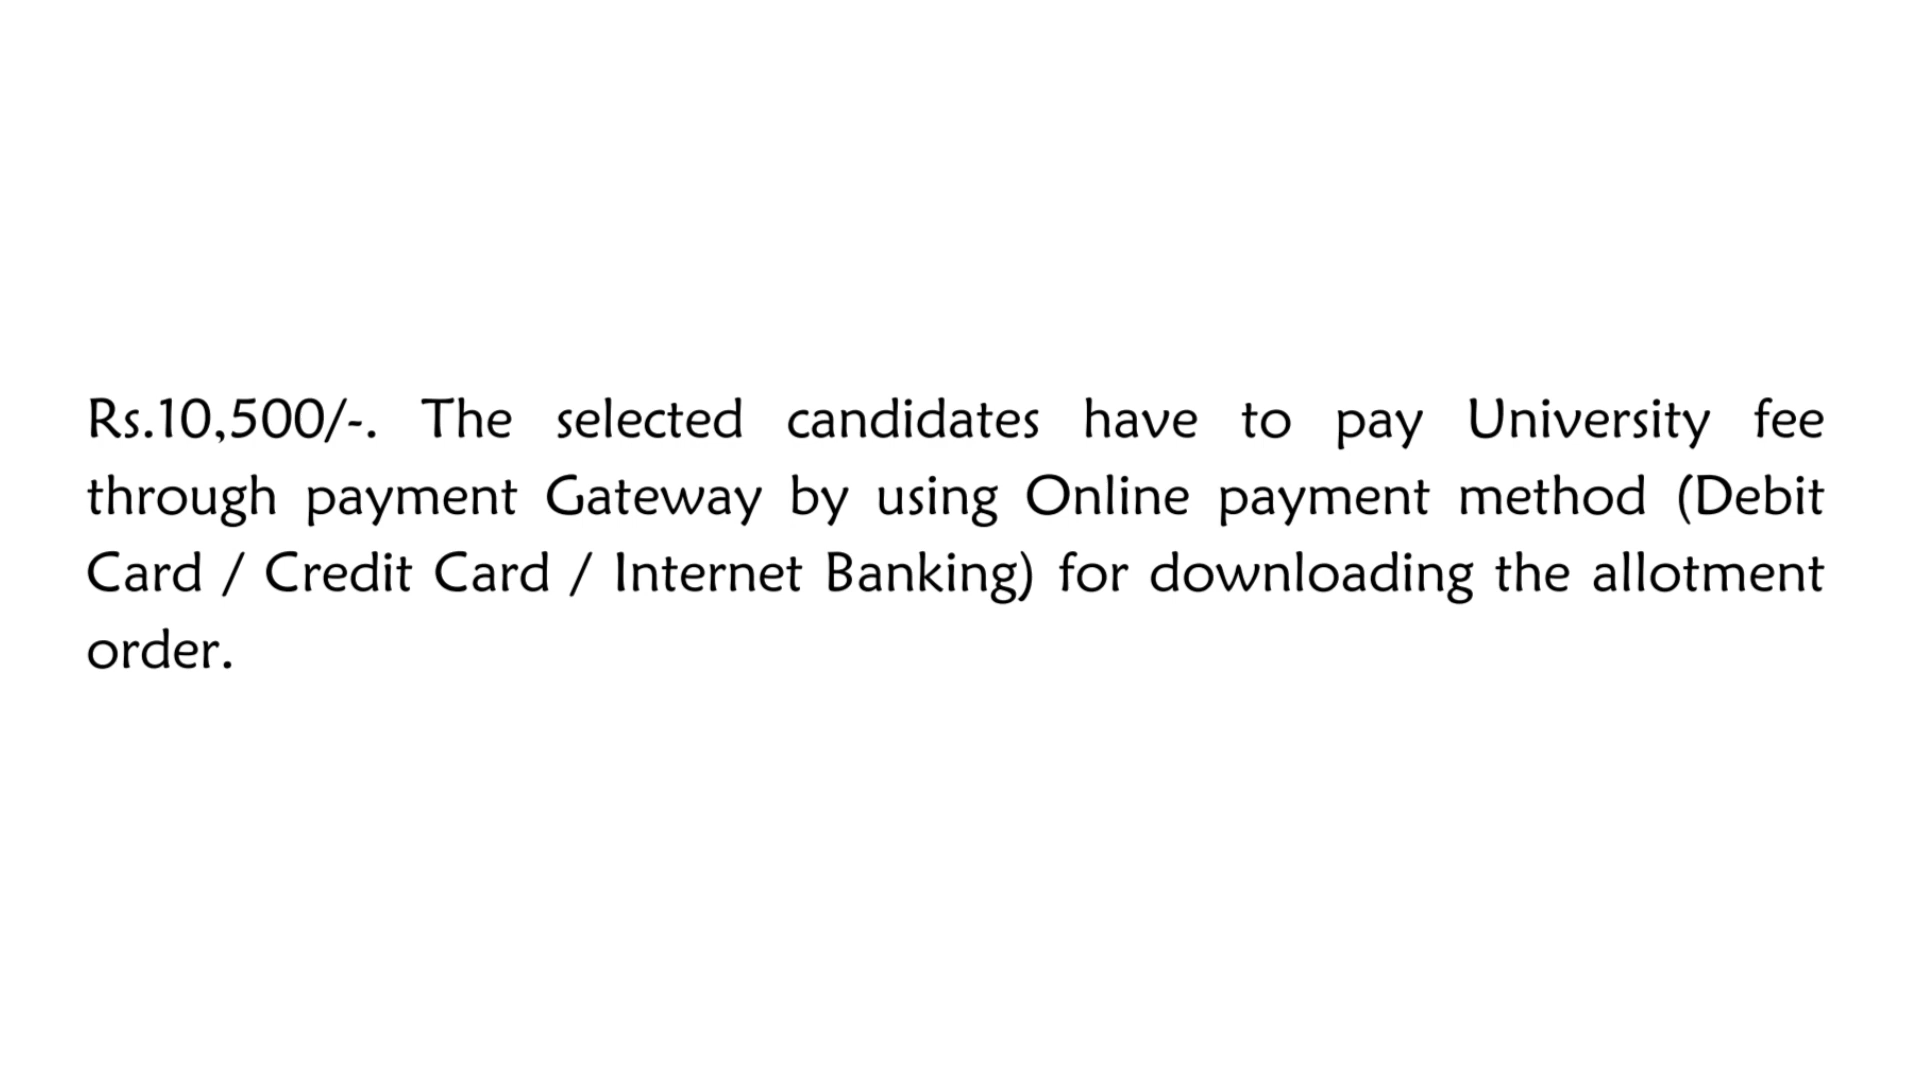 Rs.10,500/-. The selected candidates have to pay University fee
through payment Gateway by using Online payment method (Debit
Card / Credit Card / Internet Banking) for downloading the allotment
order.